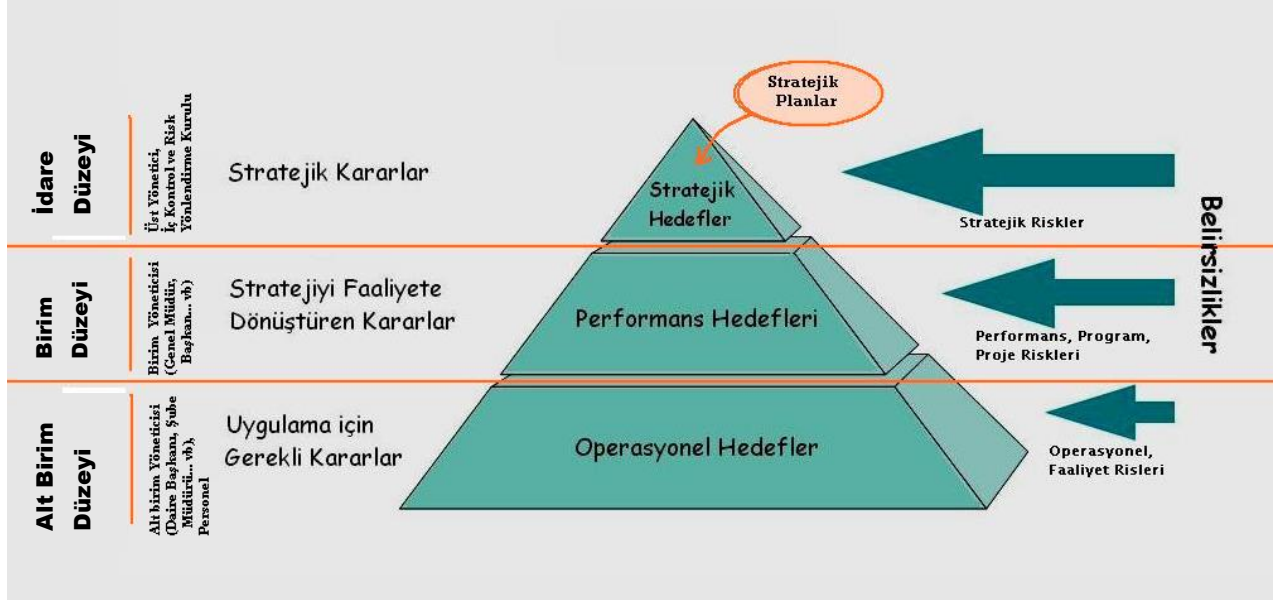 Stratejik
Planlar
İdare
Düzeyi
Üst Yönetici,
İç Kontrol ve Risk
Yönlendirme Kurulu
Stratejik Kararlar
Stratejik
Hedefler
Stratejik Riskler
Belirsizlikler
Birim
Düzeyi
Birim Yöneticisi
(Genel Müdür,
Başkan... vb)
Stratejiyi Faaliyete
Dönüştüren Kararlar
Performans Hedefleri
Performans, Program,
Proje Riskleri
Alt Birim
Düzeyi
Alt birim Yöneticisi
(Daire Başkanı, Şube
Müdürü... vb),
Personel
Uygulama için
Gerekli Kararlar
Operasyonel Hedefler
Operasyonel,
Faaliyet Risleri